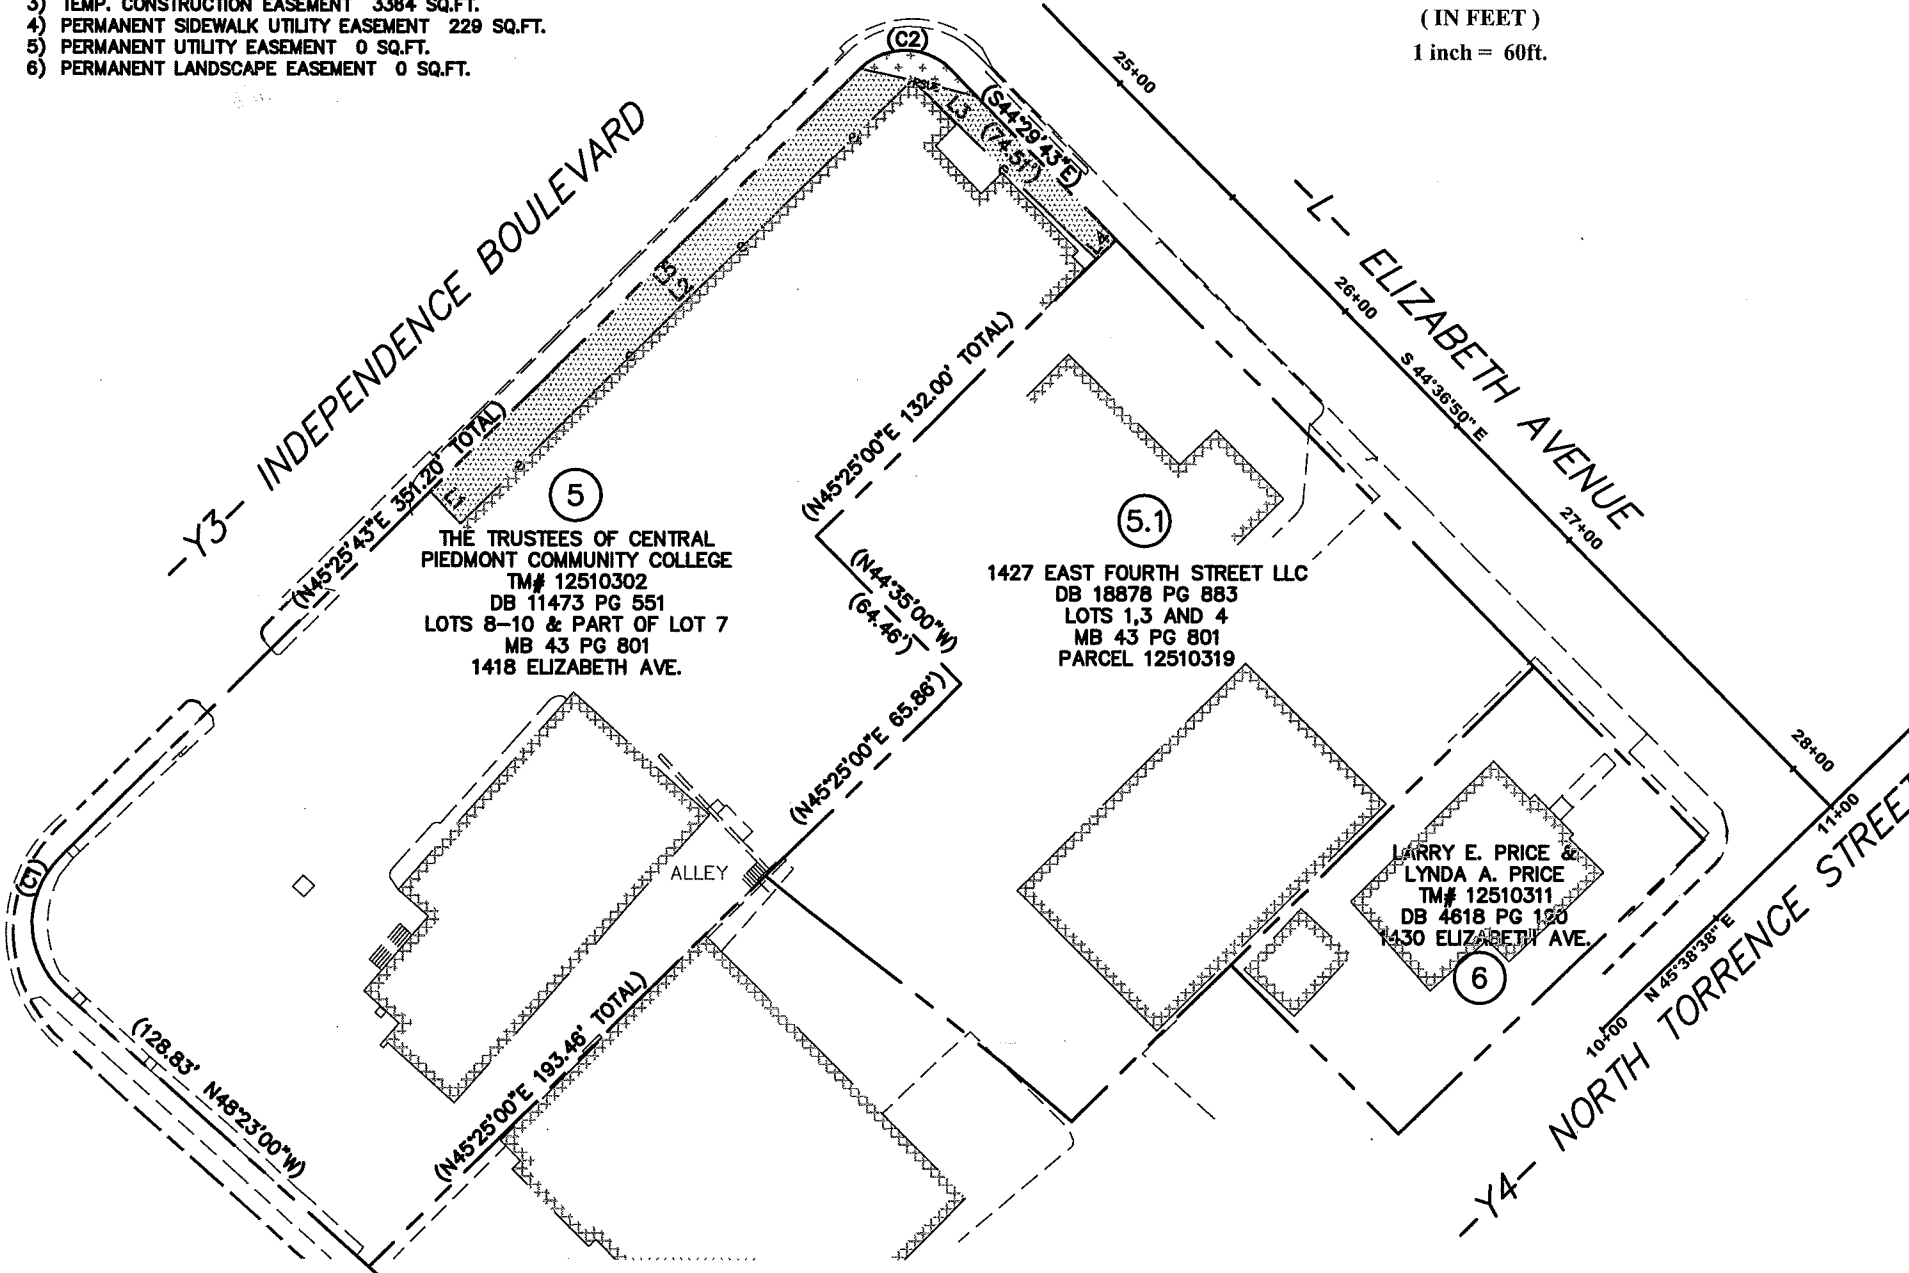 3) TEMP. CONSTRUCTION EASEMENT 3384 SQ.FT.
4) PERMANENT SIDEWALK UTILITY EASEMENT 229 SQ.FT.
5) PERMANENT UTILITY EASEMENT 0 SQ.FT.
6) PERMANENT LANDSCAPE EASEMENT 0 SQ.FT.
( IN FEET )
1 inch = 60ft.
(C2)
25+00
(S44°29'43"E)
L3 (74.51')
L4
-Y3- INDEPENDENCE BOULEVARD
-L- ELIZABETH AVENUE
26+00
S 44°36'50" E
27+00
28+00
L5
L2
L1
(N45°25'43"E 351.20' TOTAL)
(N45°25'00"E 132.00' TOTAL)
(N44°35'00"W)
(64.46')
(N45°25'00"E 65.86')
5
THE TRUSTEES OF CENTRAL
PIEDMONT COMMUNITY COLLEGE
TM# 12510302
DB 11473 PG 551
LOTS 8-10 & PART OF LOT 7
MB 43 PG 801
1418 ELIZABETH AVE.
5.1
1427 EAST FOURTH STREET LLC
DB 18878 PG 883
LOTS 1,3 AND 4
MB 43 PG 801
PARCEL 12510319
ALLEY
(C1)
(128.83' N48°23'00"W)
(N45°25'00"E 193.46' TOTAL)
LARRY E. PRICE &
LYNDA A. PRICE
TM# 12510311
DB 4618 PG 190
1430 ELIZABETH AVE.
6
11+00
N 45°38'38" E
10+00
-Y4- NORTH TORRENCE STREET